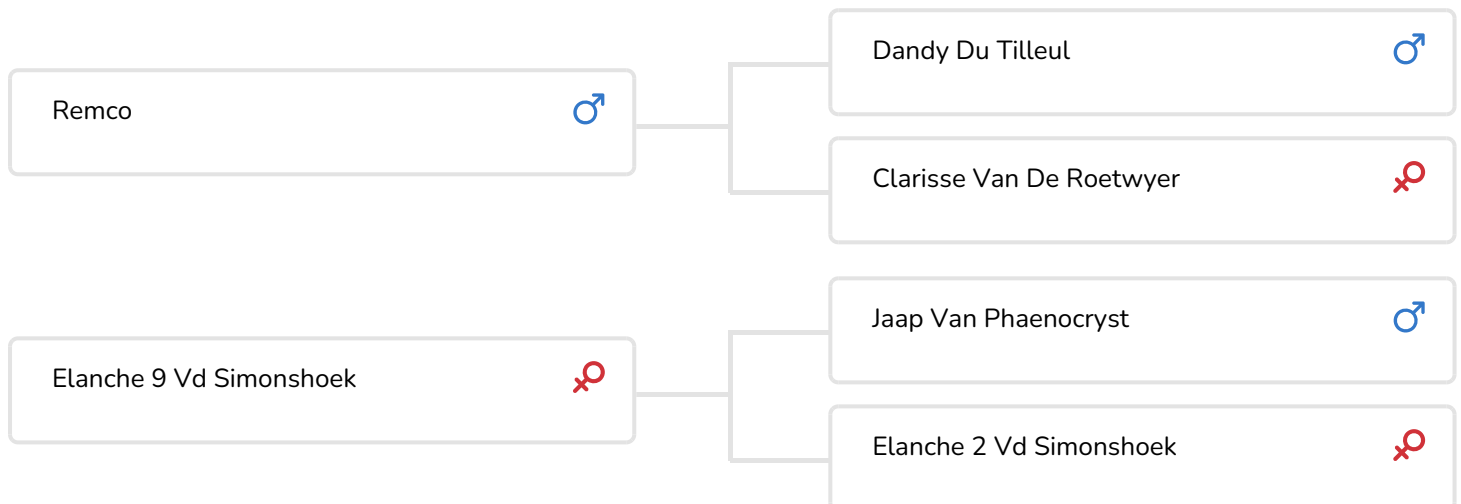 Remco
Dandy Du Tilleul
Clarisse Van De Roetwyer
Elanche 9 Vd Simonshoek
Jaap Van Phaenocryst
Elanche 2 Vd Simonshoek